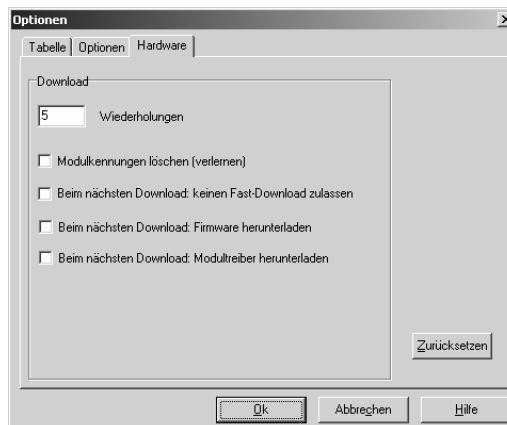 Optionen
Tabelle Optionen Hardware
Download
5 Wiederholungen
Modulkennungen löschen (verlernen)
Beim nächsten Download: keinen Fast-Download zulassen
Beim nächsten Download: Firmware herunterladen
Beim nächsten Download: Modultreiber herunterladen
Zurücksetzen
Ok Abbrechen Hilfe